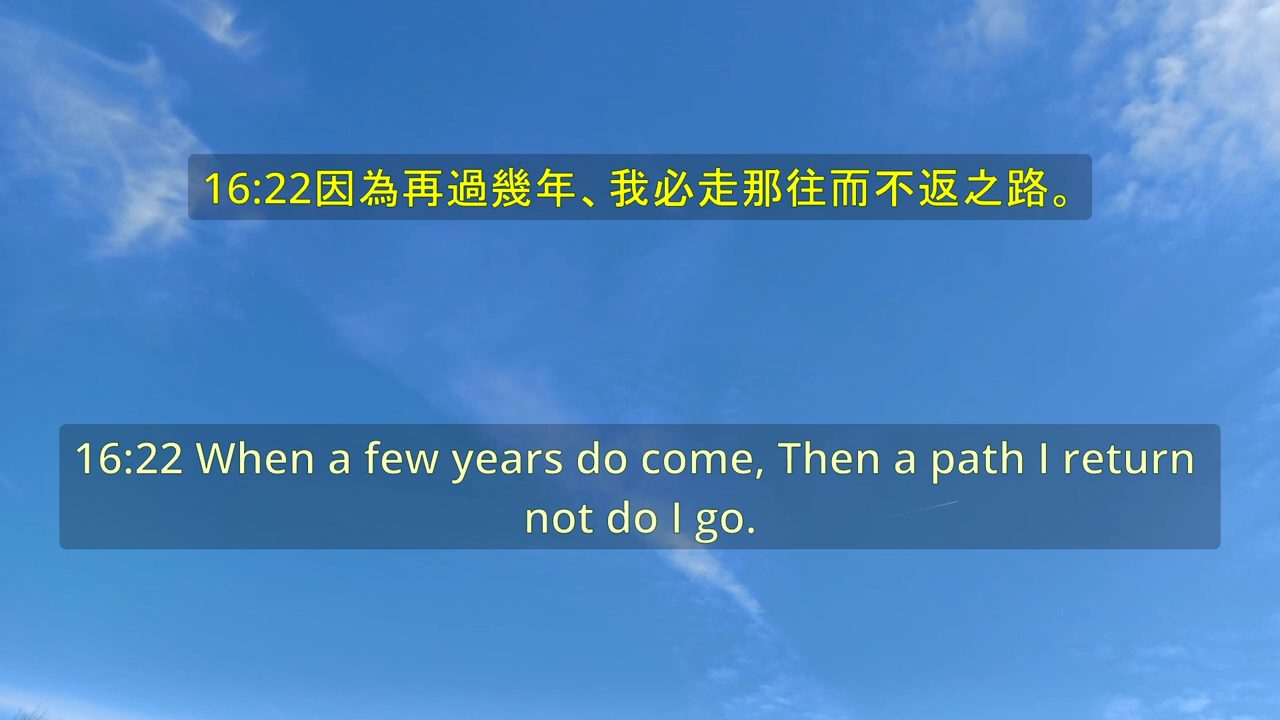 16:22因為再過幾年、我必走那往而不返之路。
16:22 When a few years do come, Then a path I return
not do I go.